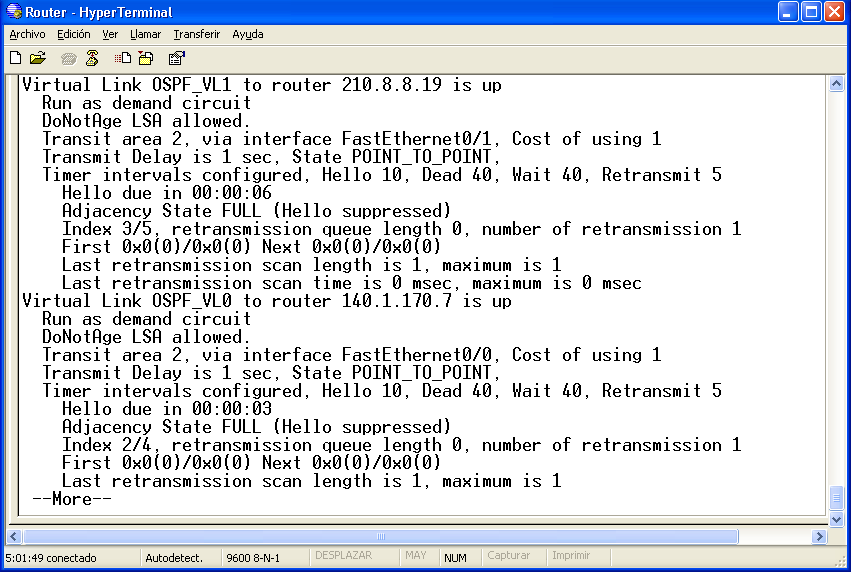 Router - HyperTerminal
Archivo Edición Ver Llamar Transferir Ayuda
Virtual Link OSPF_VL1 to router 210.8.8.19 is up
  Run as demand circuit
  DoNotAge LSA allowed.
  Transit area 2, via interface FastEthernet0/1, Cost of using 1
  Transmit Delay is 1 sec, State POINT_TO_POINT,
  Timer intervals configured, Hello 10, Dead 40, Wait 40, Retransmit 5
    Hello due in 00:00:06
    Adjacency State FULL (Hello suppressed)
    Index 3/5, retransmission queue length 0, number of retransmission 1
    First 0x0(0)/0x0(0) Next 0x0(0)/0x0(0)
    Last retransmission scan length is 1, maximum is 1
    Last retransmission scan time is 0 msec, maximum is 0 msec
Virtual Link OSPF_VL0 to router 140.1.170.7 is up
  Run as demand circuit
  DoNotAge LSA allowed.
  Transit area 2, via interface FastEthernet0/0, Cost of using 1
  Transmit Delay is 1 sec, State POINT_TO_POINT,
  Timer intervals configured, Hello 10, Dead 40, Wait 40, Retransmit 5
    Hello due in 00:00:03
    Adjacency State FULL (Hello suppressed)
    Index 2/4, retransmission queue length 0, number of retransmission 1
    First 0x0(0)/0x0(0) Next 0x0(0)/0x0(0)
    Last retransmission scan length is 1, maximum is 1
 --More--
5:01:49 conectado Autodetect. 9600 8-N-1 DESPLAZAR MAY NUM Capturar Imprimir